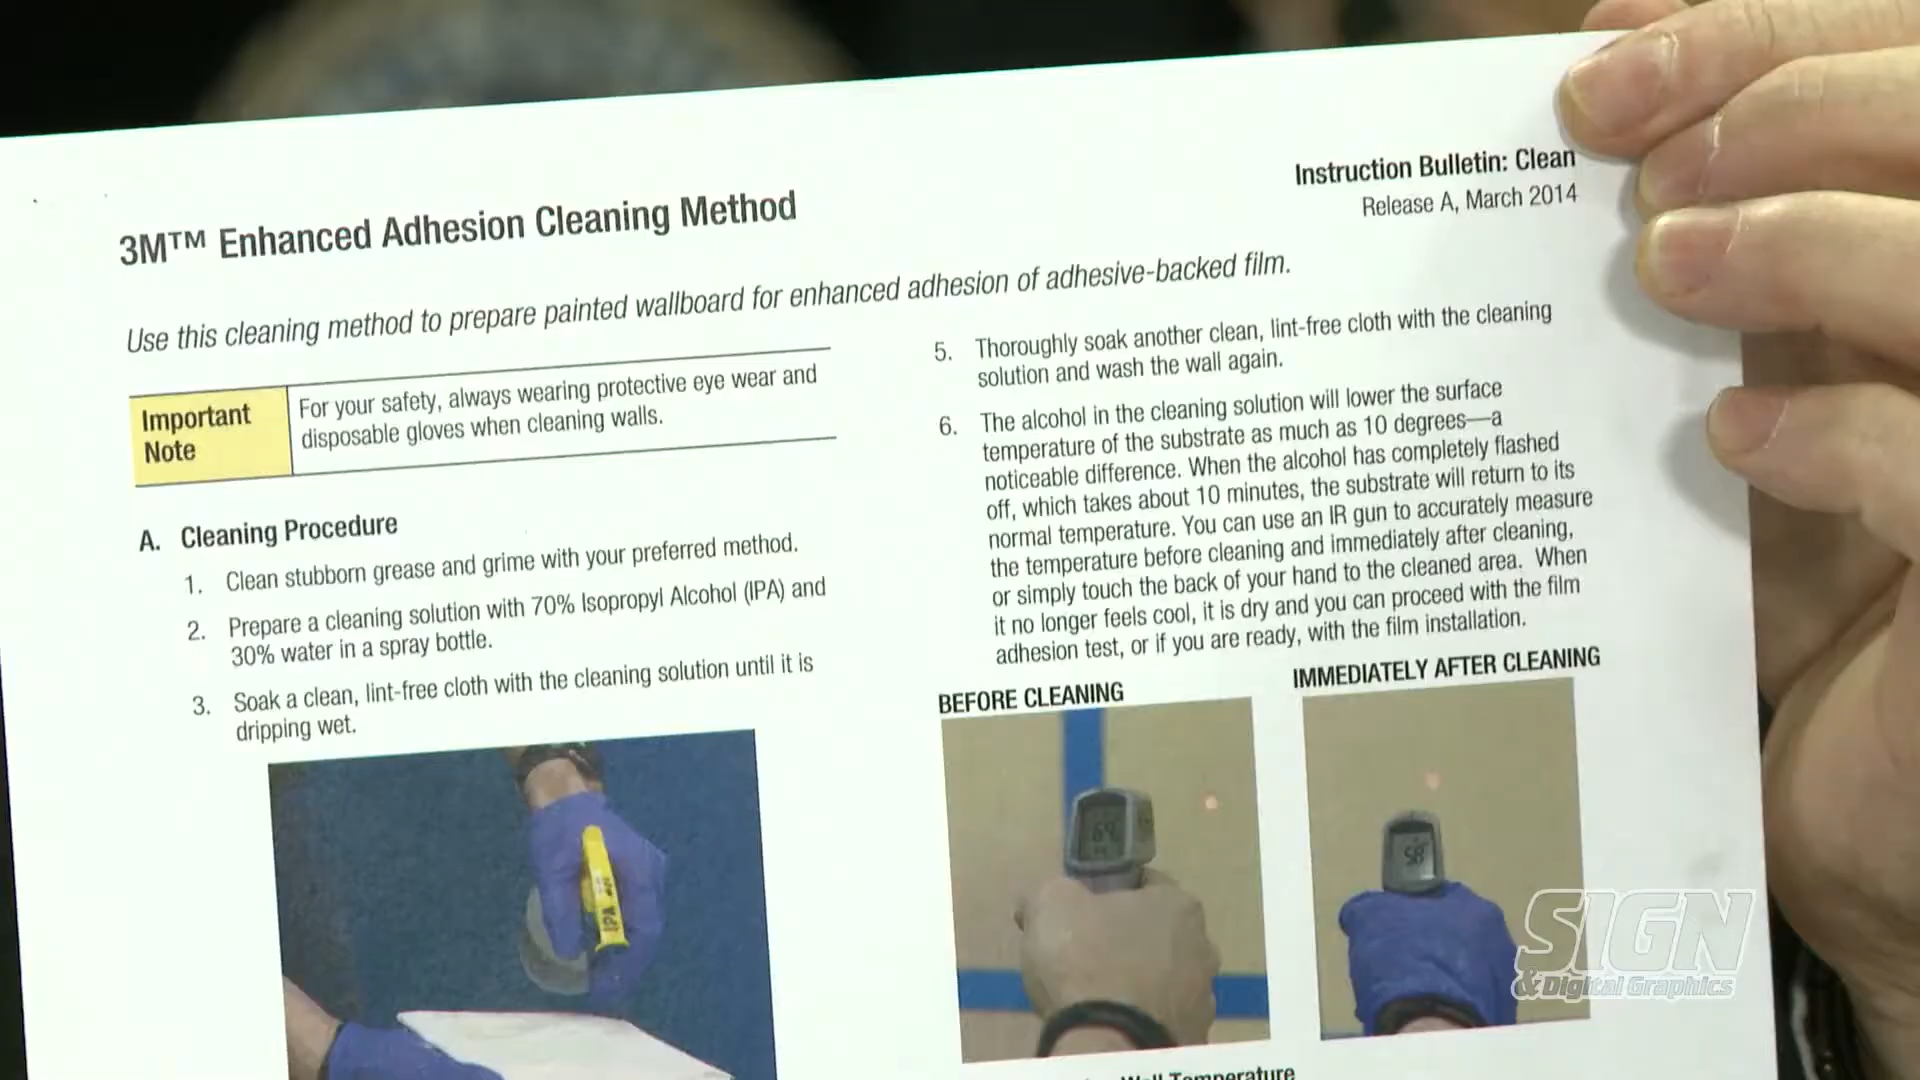 Instruction Bulletin: Clean
Release A, March 2014
3M™ Enhanced Adhesion Cleaning Method
Use this cleaning method to prepare painted wallboard for enhanced adhesion of adhesive-backed film.
Important
Note
For your safety, always wearing protective eye wear and
disposable gloves when cleaning walls.
A. Cleaning Procedure
1. Clean stubborn grease and grime with your preferred method.
2. Prepare a cleaning solution with 70% Isopropyl Alcohol (IPA) and
30% water in a spray bottle.
3. Soak a clean, lint-free cloth with the cleaning solution until it is
dripping wet.
IPA
5. Thoroughly soak another clean, lint-free cloth with the cleaning
solution and wash the wall again.
6. The alcohol in the cleaning solution will lower the surface
temperature of the substrate as much as 10 degrees—a
noticeable difference. When the alcohol has completely flashed
off, which takes about 10 minutes, the substrate will return to its
normal temperature. You can use an IR gun to accurately measure
the temperature before cleaning and immediately after cleaning,
or simply touch the back of your hand to the cleaned area. When
it no longer feels cool, it is dry and you can proceed with the film
adhesion test, or if you are ready, with the film installation.
BEFORE CLEANING
IMMEDIATELY AFTER CLEANING
69
58
Wall Temperature
SIGN
& Digital Graphics